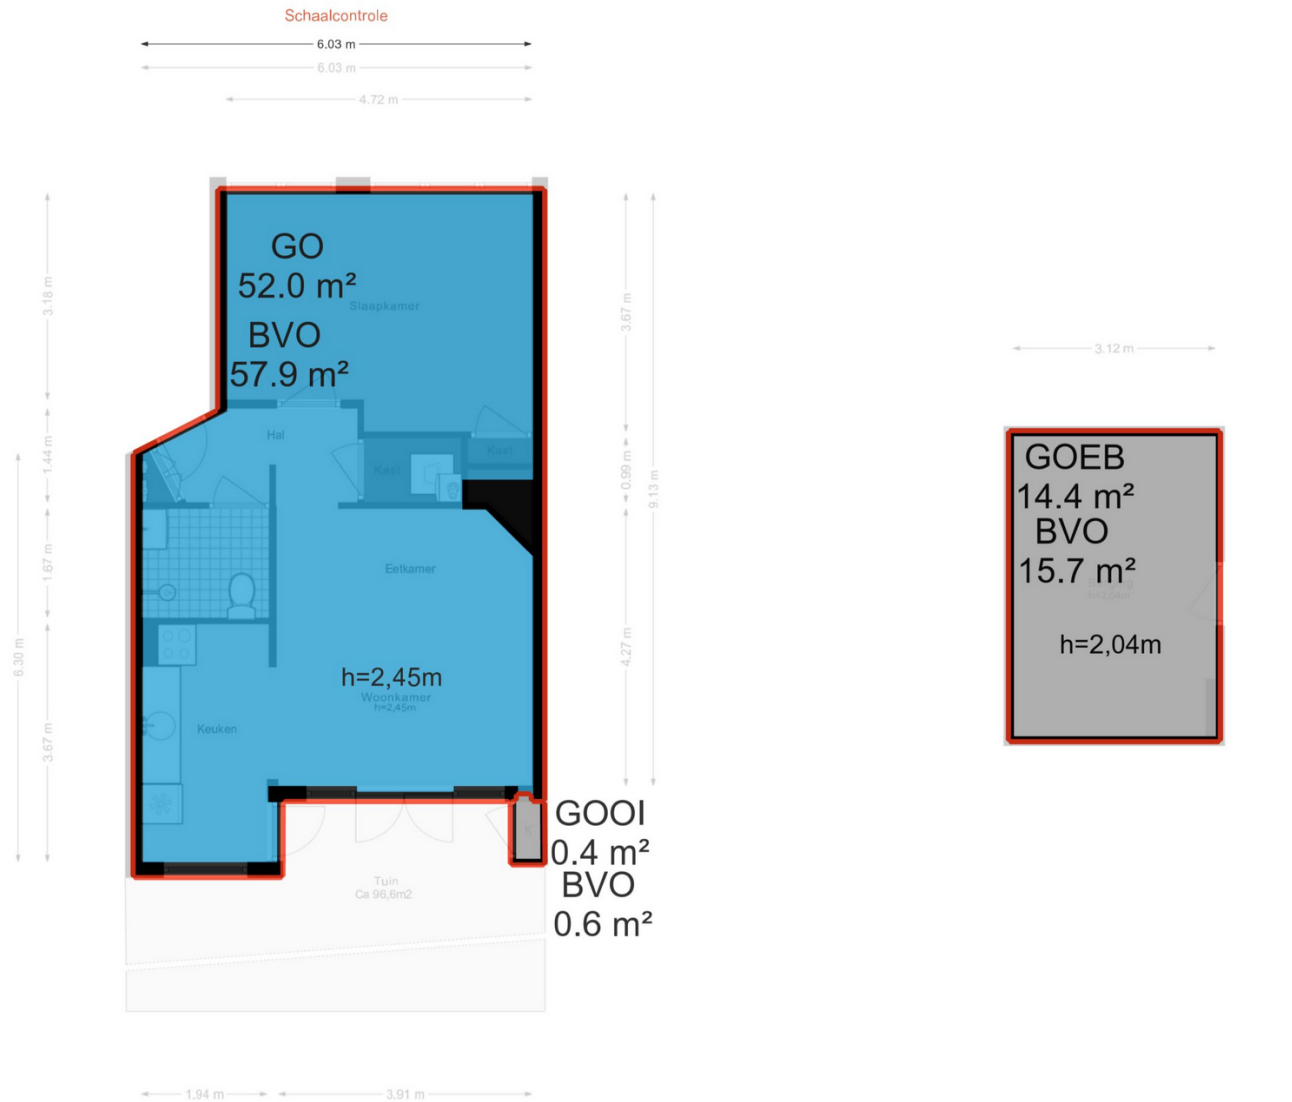 Schaalcontrole
6.03 m
6.03 m
4.72 m
GO
52.0 m²
Slaapkamer
BVO
57.9 m²
3.18 m
3.67 m
3.12 m
Hal
Kast
Kast
1.44 m
0.99 m
9.13 m
GOEB
14.4 m²
BVO
15.7 m²
h=2,04m
h=2,04m
1.67 m
Eetkamer
h=2,45m
Woonkamer
h=2,45m
Keuken
6.30 m
4.27 m
3.67 m
K
GOOI
0.4 m²
BVO
0.6 m²
Tuin
Ca 96,6m2
1.94 m
3.91 m